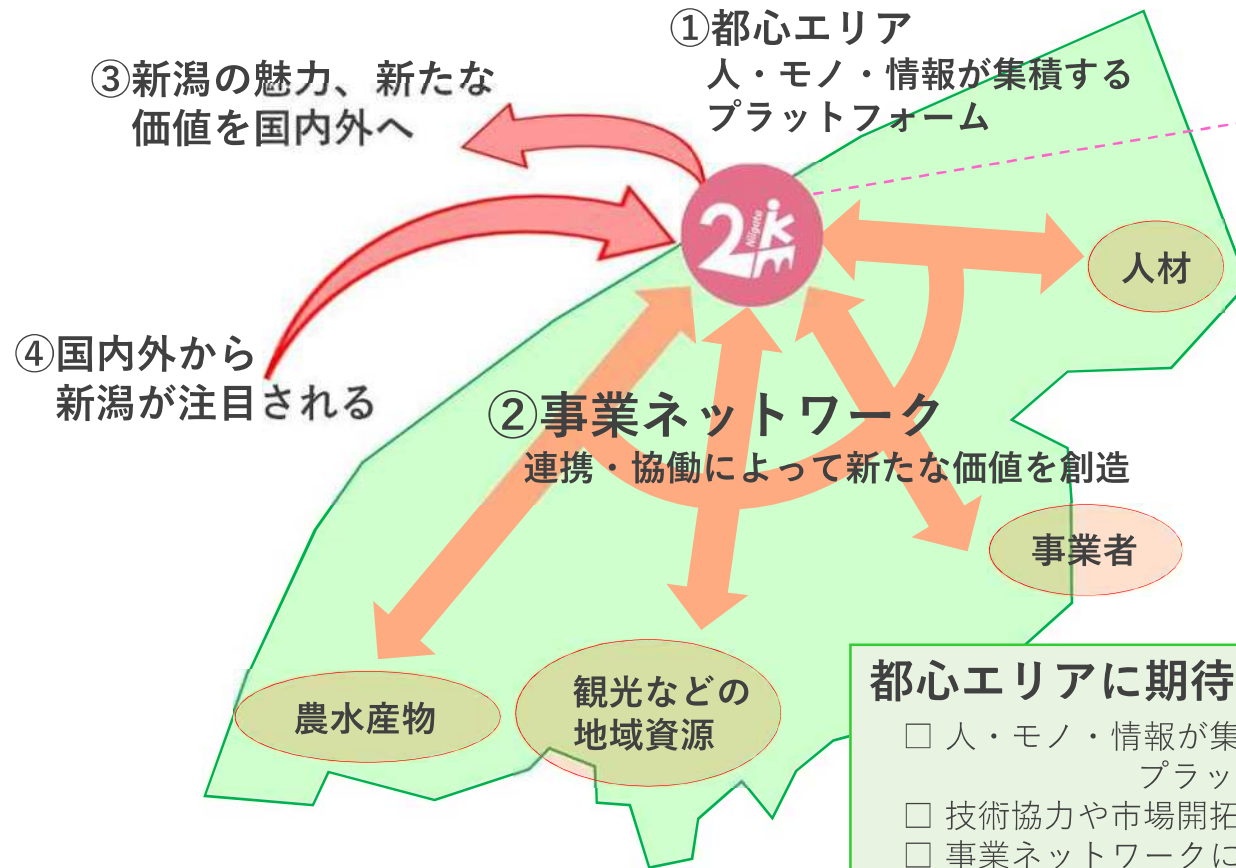 ①都心エリア
人・モノ・情報が集積する
プラットフォーム
③新潟の魅力、新たな
価値を国内外へ
2km
Niigata
人材
④国内外から
新潟が注目される
②事業ネットワーク
連携・協働によって新たな価値を創造
事業者
農水産物
観光などの
地域資源
都心エリアに期待
□ 人・モノ・情報が集
プラッ
□ 技術協力や市場開拓
□ 事業ネットワークに